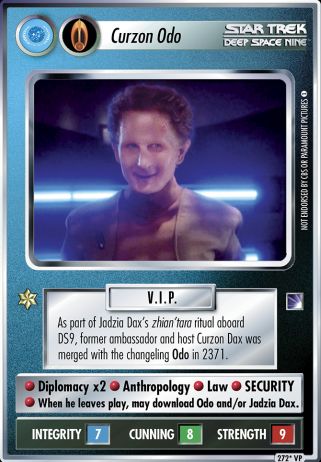 Curzon Odo
STAR TREK
DEEP SPACE NINE
NOT ENDORSED BY CBS OR PARAMOUNT PICTURES
V.I.P.
As part of Jadzia Dax's zhian'tara ritual aboard
DS9, former ambassador and host Curzon Dax was
merged with the changeling Odo in 2371.
• Diplomacy x2 • Anthropology • Law • SECURITY
• When he leaves play, may download Odo and/or Jadzia Dax.
INTEGRITY 7 CUNNING 8 STRENGTH 9
272* VP